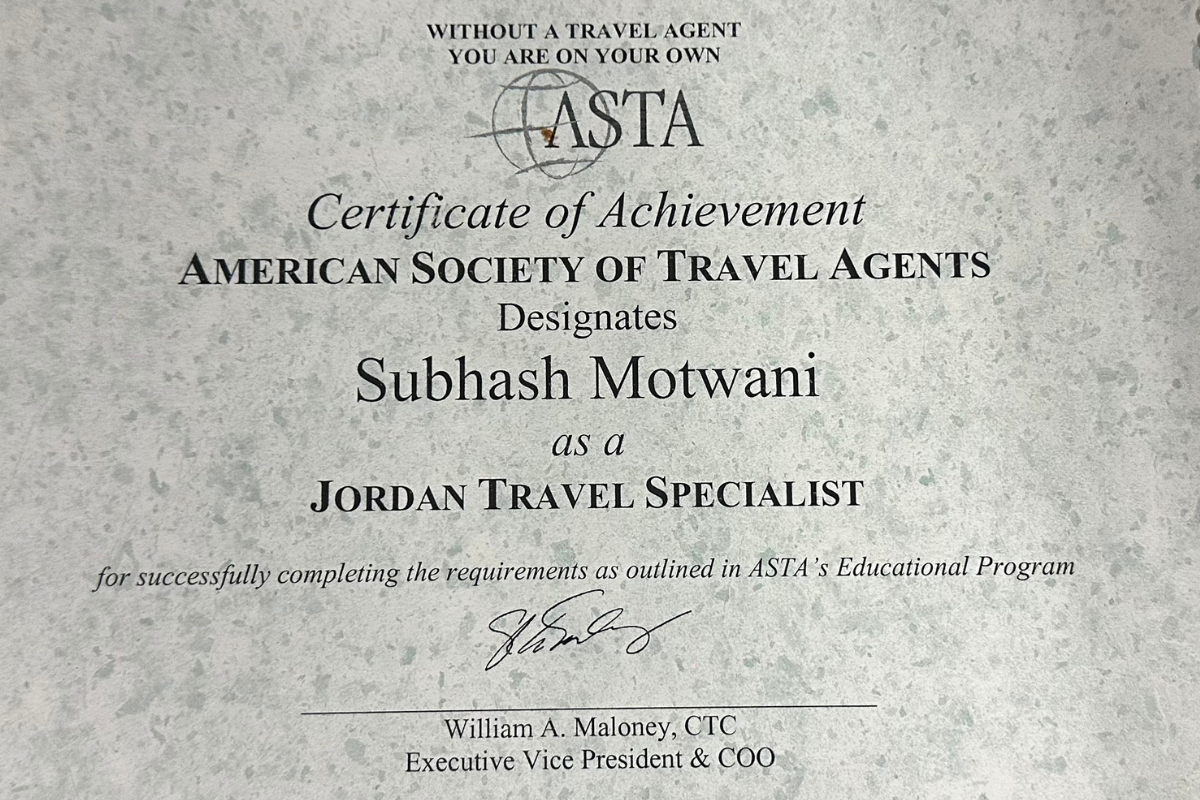 WITHOUT A TRAVEL AGENT
YOU ARE ON YOUR OWN
ASTA
Certificate of Achievement
AMERICAN SOCIETY OF TRAVEL AGENTS
Designates
Subhash Motwani
as a
JORDAN TRAVEL SPECIALIST
for successfully completing the requirements as outlined in ASTA's Educational Program
William A. Maloney, CTC
Executive Vice President & COO